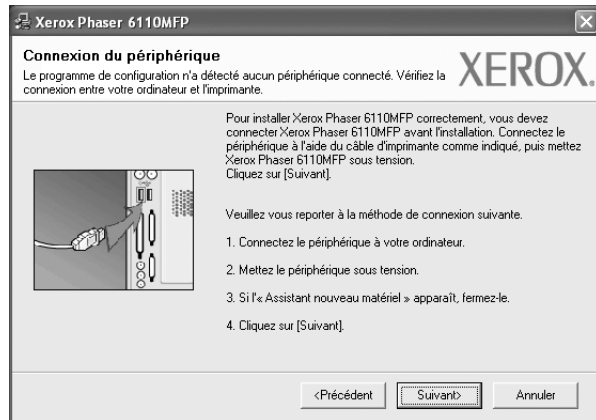 Xerox Phaser 6110MFP
Connexion du périphérique
Le programme de configuration n'a détecté aucun périphérique connecté. Vérifiez la
connexion entre votre ordinateur et l'imprimante.
XEROX.
Pour installer Xerox Phaser 6110MFP correctement, vous devez
connecter Xerox Phaser 6110MFP avant l'installation. Connectez le
périphérique à l'aide du câble d'imprimante comme indiqué, puis mettez
Xerox Phaser 6110MFP sous tension.
Cliquez sur [Suivant].
Veuillez vous reporter à la méthode de connexion suivante.
1. Connectez le périphérique à votre ordinateur.
2. Mettez le périphérique sous tension.
3. Si l'« Assistant nouveau matériel » apparaît, fermez-le.
4. Cliquez sur [Suivant].
<Précédent
Suivant>
Annuler